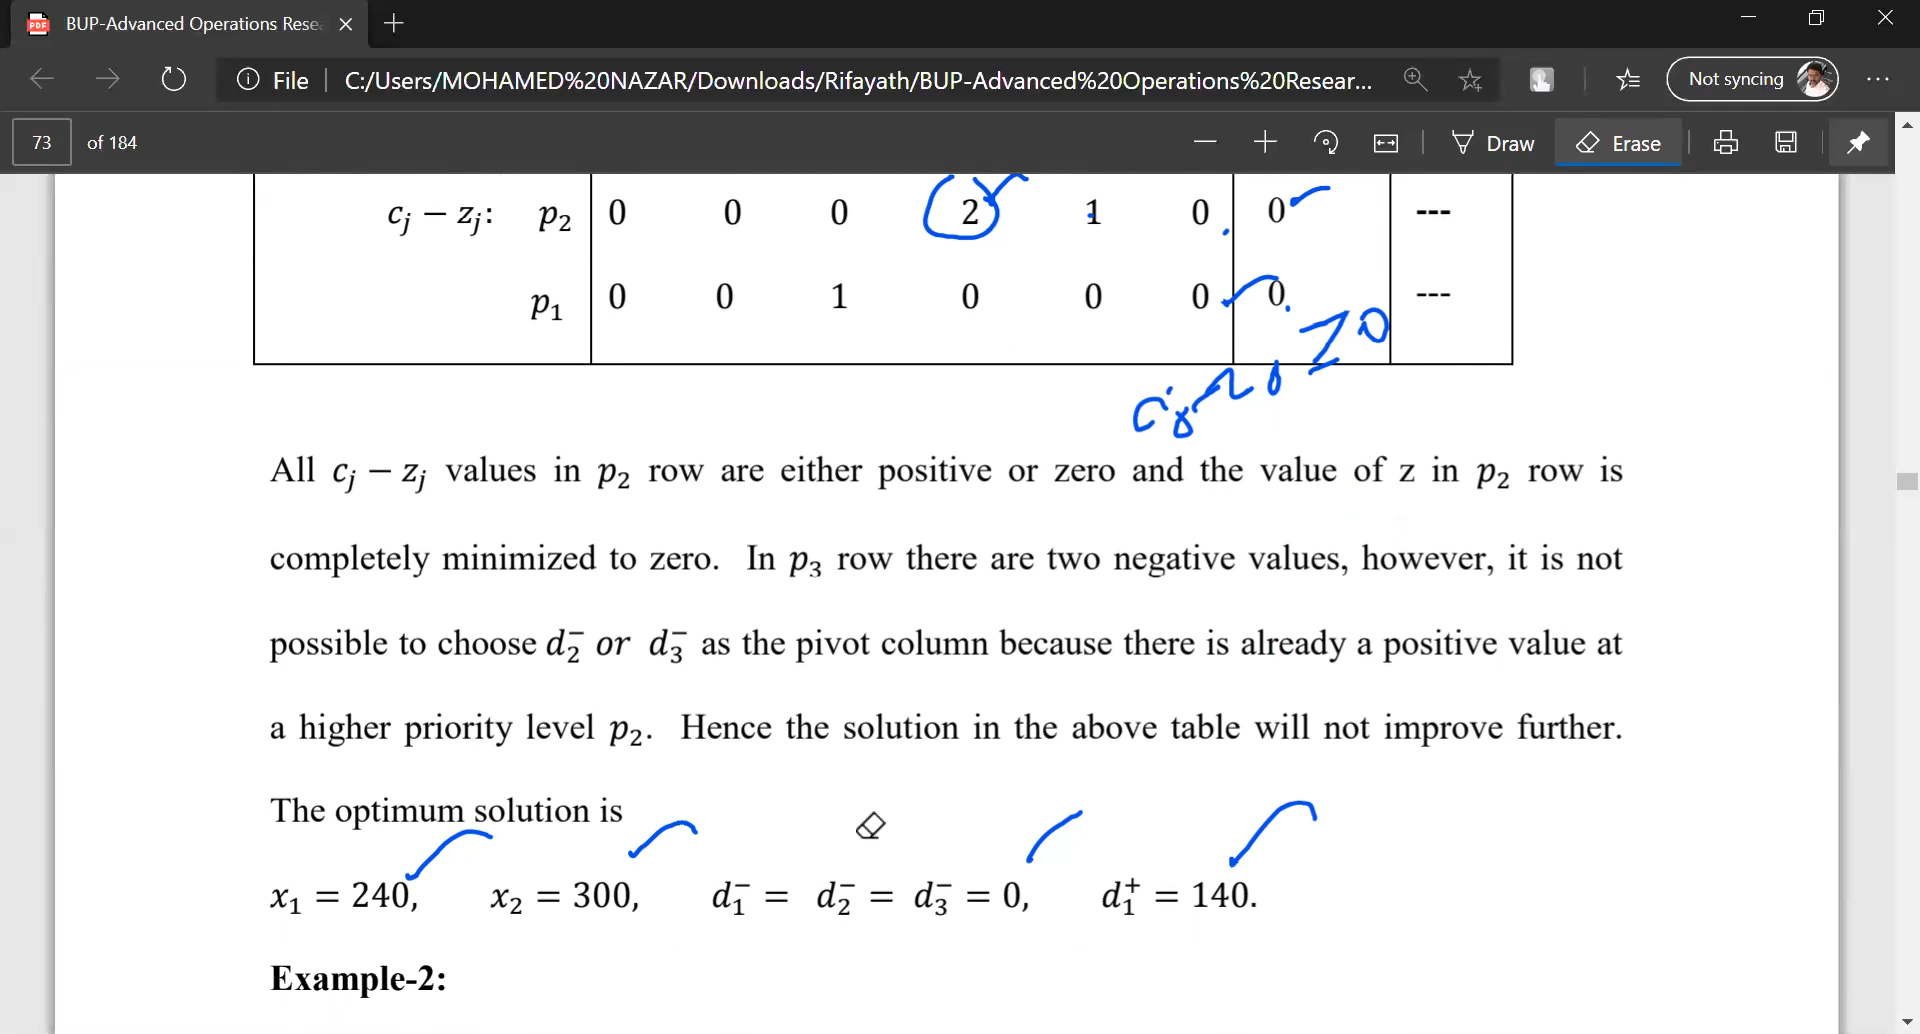 BUP-Advanced Operations Rese
File C:/Users/MOHAMED%20NAZAR/Downloads/Rifayath/BUP-Advanced%20Operations%20Resear... Not syncing
73 of 184 Draw Erase
cⱼ − zⱼ: p₂ 0 0 0 2 1 0 0 ---
p₁ 0 0 1 0 0 0 0 ---
All cⱼ − zⱼ values in p₂ row are either positive or zero and the value of z in p₂ row is
completely minimized to zero. In p₃ row there are two negative values, however, it is not
possible to choose d₂⁻ or d₃⁻ as the pivot column because there is already a positive value at
a higher priority level p₂. Hence the solution in the above table will not improve further.
The optimum solution is
x₁ = 240, x₂ = 300, d₁⁻ = d₂⁻ = d₃⁻ = 0, d₁⁺ = 140.
Example-2: